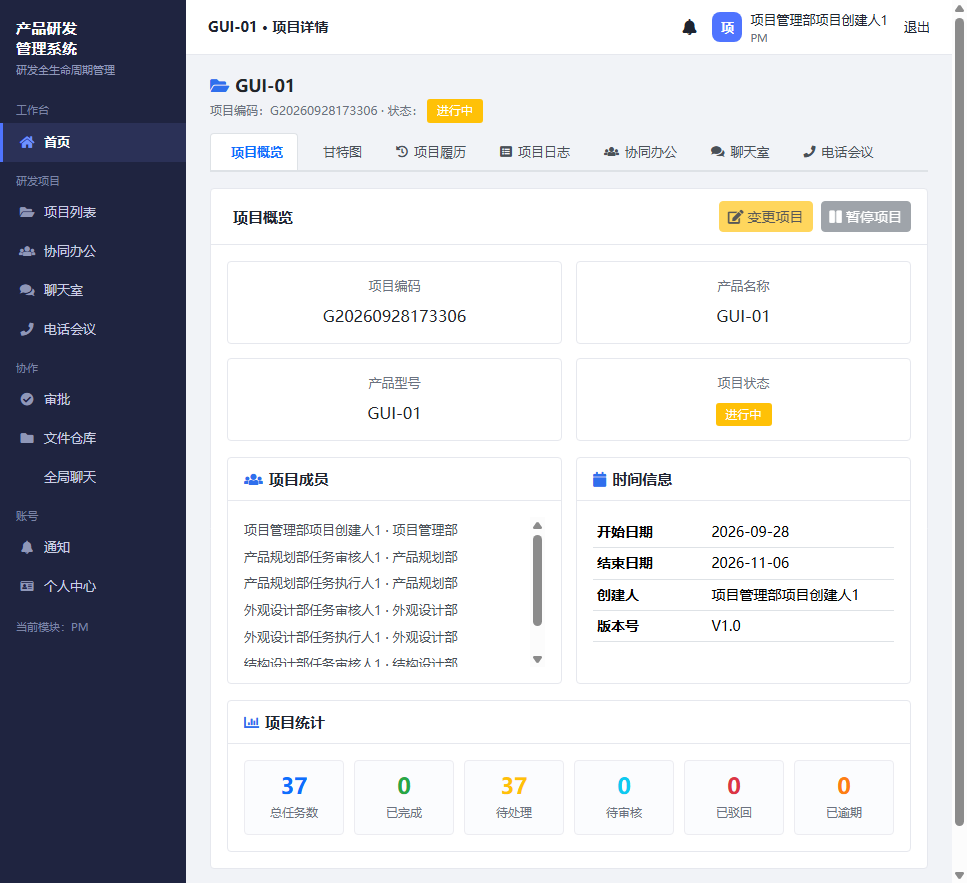 产品研发
管理系统
研发全生命周期管理
工作台
首页
研发项目
项目列表
协同办公
聊天室
电话会议
协作
审批
文件仓库
全局聊天
账号
通知
个人中心
当前模块：PM
GUI-01 • 项目详情
项
项目管理部项目创建人1
PM
退出
GUI-01
项目编码：G20260928173306 · 状态：
进行中
项目概览
甘特图
项目履历
项目日志
协同办公
聊天室
电话会议
项目概览
变更项目
暂停项目
项目编码
G20260928173306
产品名称
GUI-01
产品型号
GUI-01
项目状态
进行中
项目成员
项目管理部项目创建人1 · 项目管理部
产品规划部任务审核人1 · 产品规划部
产品规划部任务执行人1 · 产品规划部
外观设计部任务审核人1 · 外观设计部
外观设计部任务执行人1 · 外观设计部
结构设计部任务审核人1 · 结构设计部
时间信息
开始日期 2026-09-28
结束日期 2026-11-06
创建人 项目管理部项目创建人1
版本号 V1.0
项目统计
37
总任务数
0
已完成
37
待处理
0
待审核
0
已驳回
0
已逾期